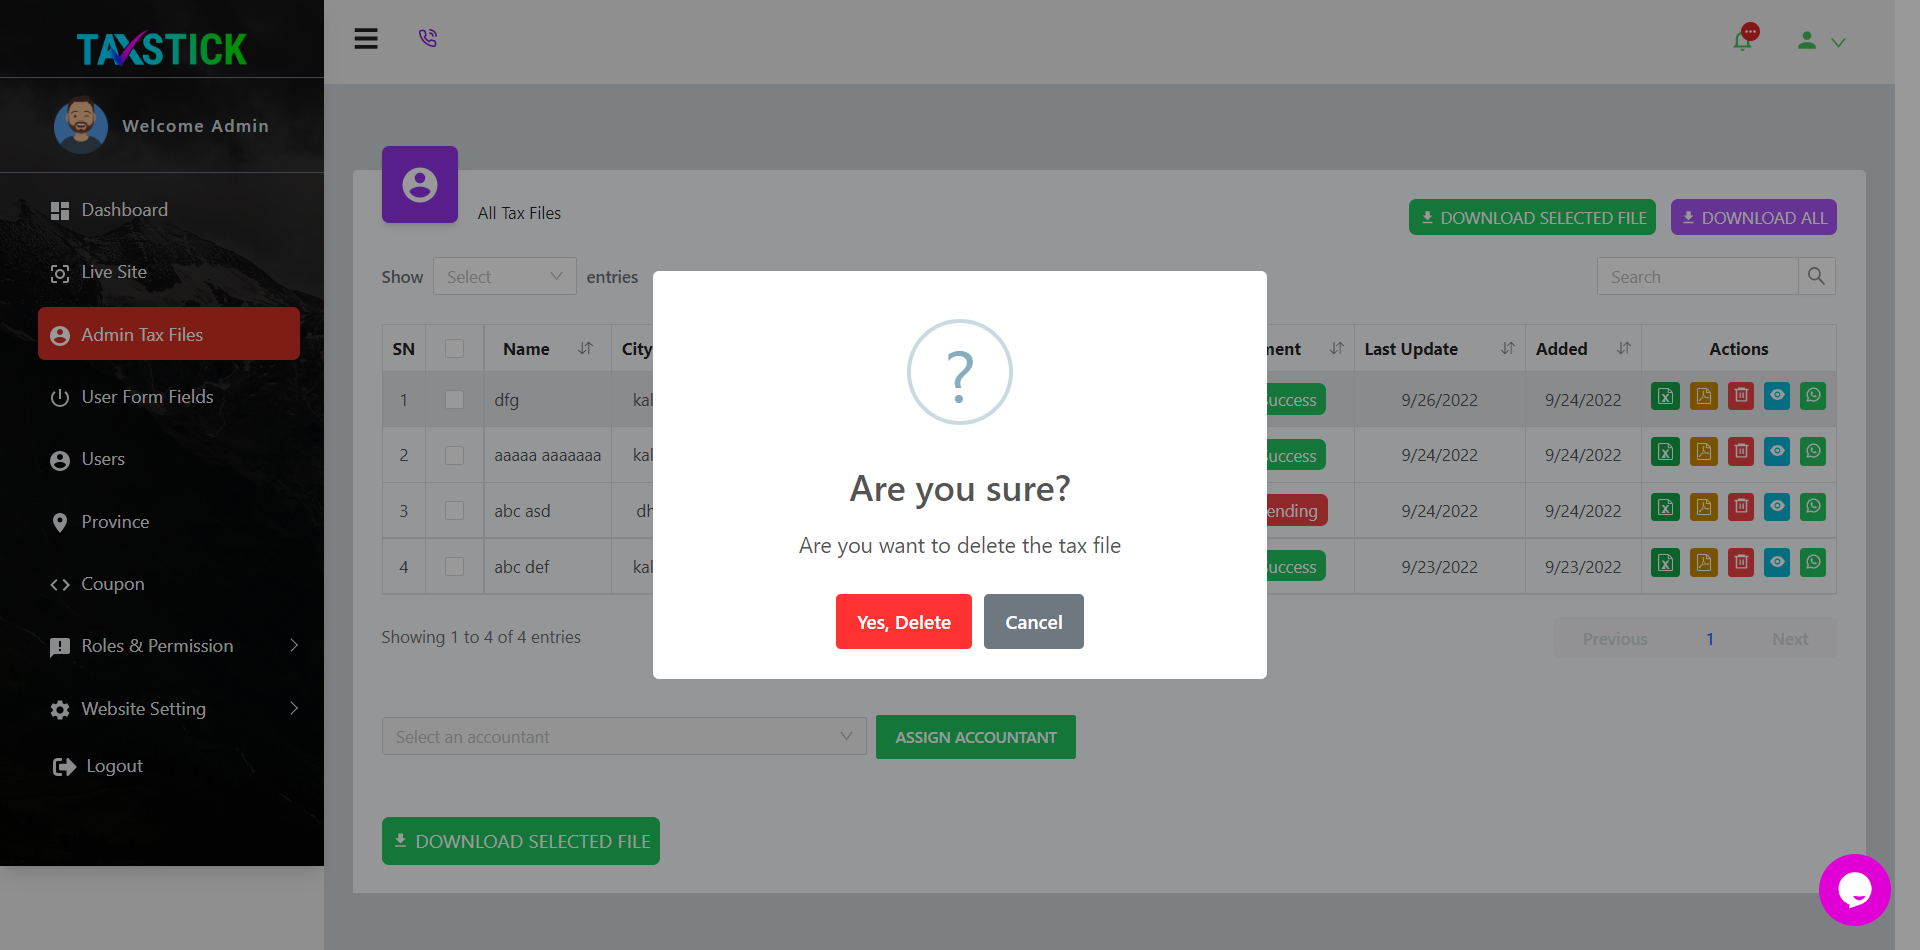 TAXSTICK
Welcome Admin
Dashboard
Live Site
Admin Tax Files
User Form Fields
Users
Province
Coupon
Roles & Permission
Website Setting
Logout
All Tax Files
DOWNLOAD SELECTED FILE
DOWNLOAD ALL
Show Select entries
Search
SN Name City ment Last Update Added Actions
1 dfg kal uccess 9/26/2022 9/24/2022
2 aaaaa aaaaaaa kal uccess 9/24/2022 9/24/2022
3 abc asd dh ending 9/24/2022 9/24/2022
4 abc def kal uccess 9/23/2022 9/23/2022
Showing 1 to 4 of 4 entries
Previous 1 Next
?
Are you sure?
Are you want to delete the tax file
Yes, Delete
Cancel
Select an accountant
ASSIGN ACCOUNTANT
DOWNLOAD SELECTED FILE